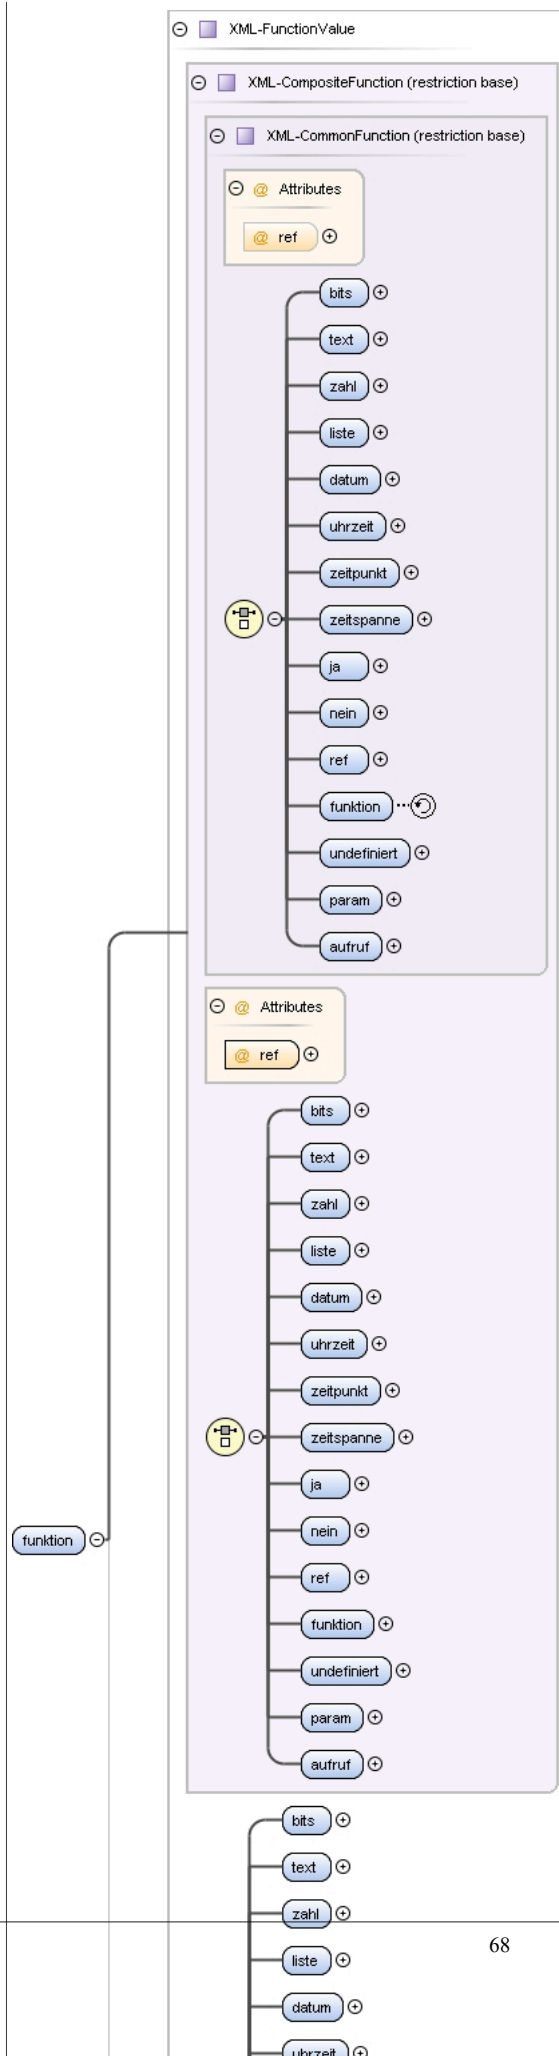 XML-FunctionValue
XML-CompositeFunction (restriction base)
XML-CommonFunction (restriction base)
@ Attributes
@ ref
bits
text
zahl
liste
datum
uhrzeit
zeitpunkt
zeitspanne
ja
nein
ref
funktion
undefiniert
param
aufruf
@ Attributes
@ ref
bits
text
zahl
liste
datum
uhrzeit
zeitpunkt
zeitspanne
ja
nein
ref
funktion
funktion
undefiniert
param
aufruf
bits
text
zahl
68
liste
datum
uhrzeit